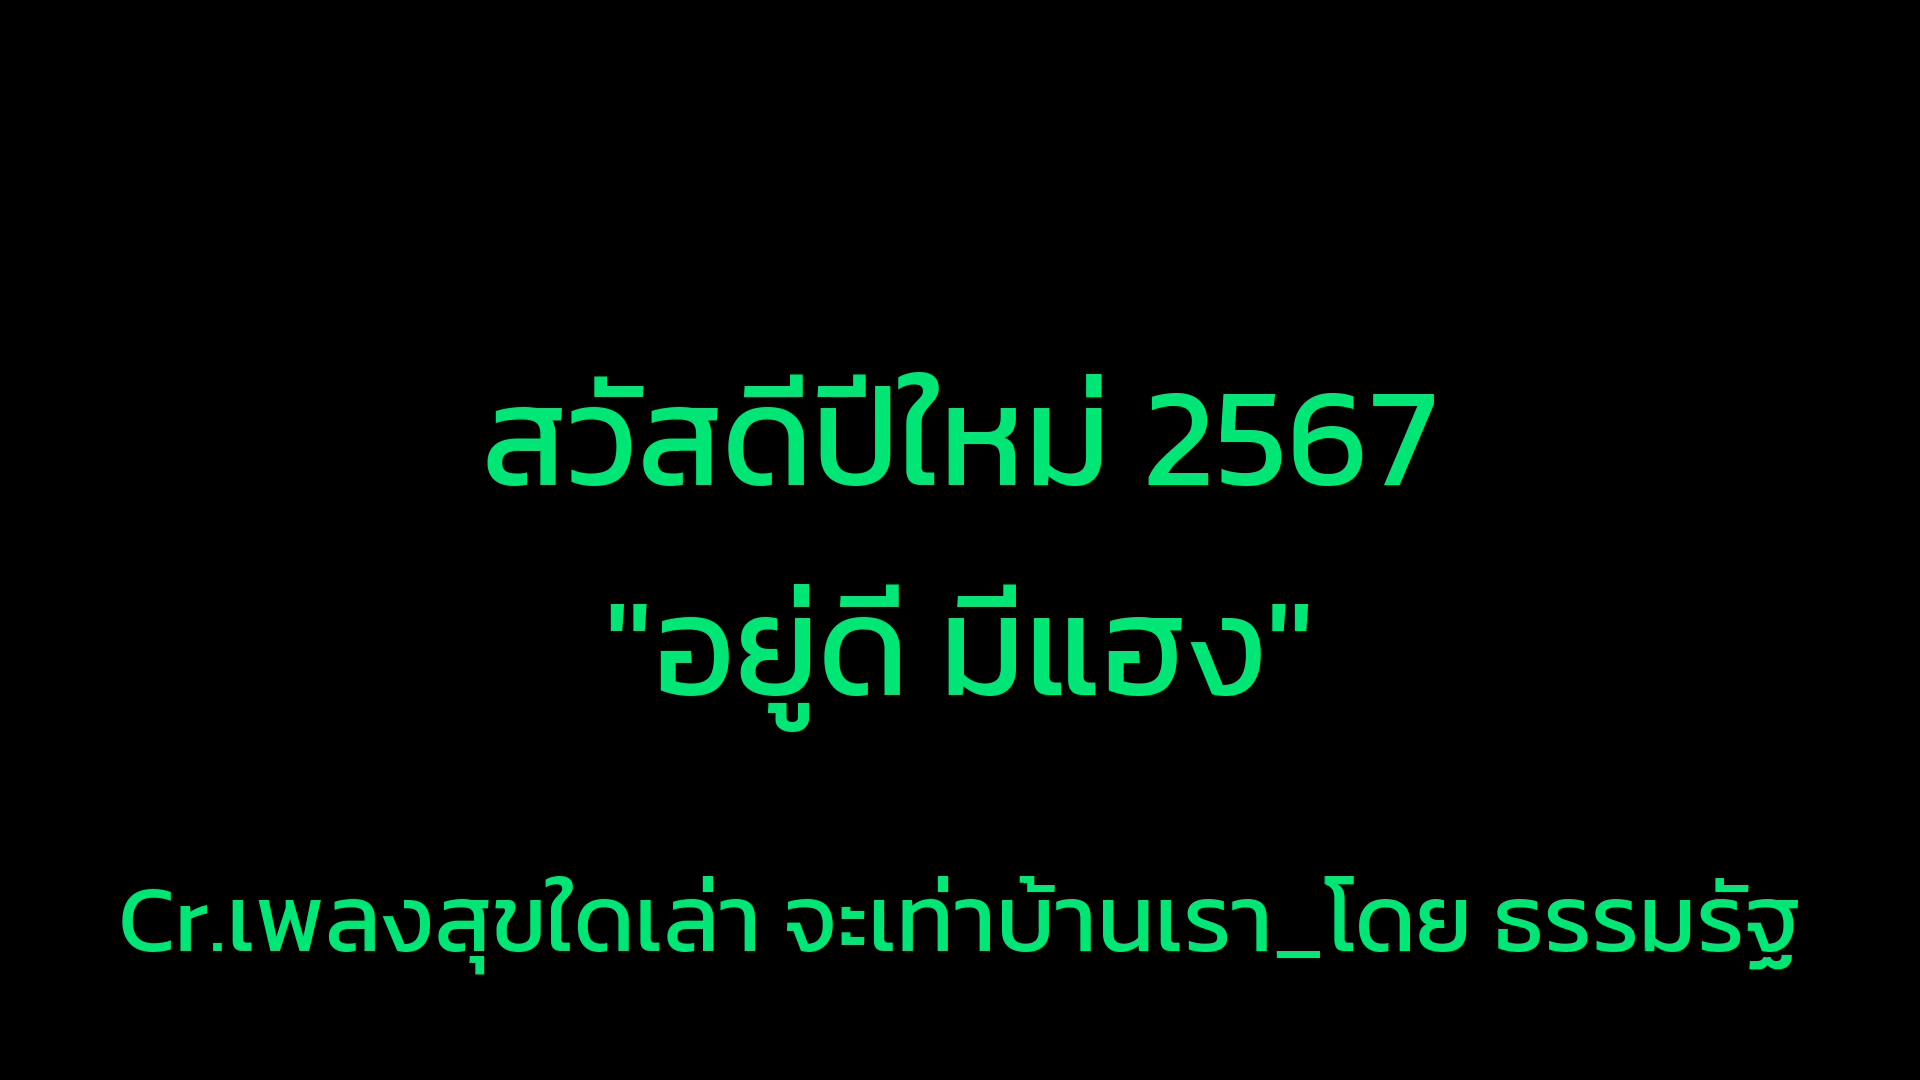 สวัสดีปีใหม่ 2567
"อยู่ดี มีแฮง"
Cr.เพลงสุขใดเล่า จะเท่าบ้านเรา_โดย ธรรมรัฐ